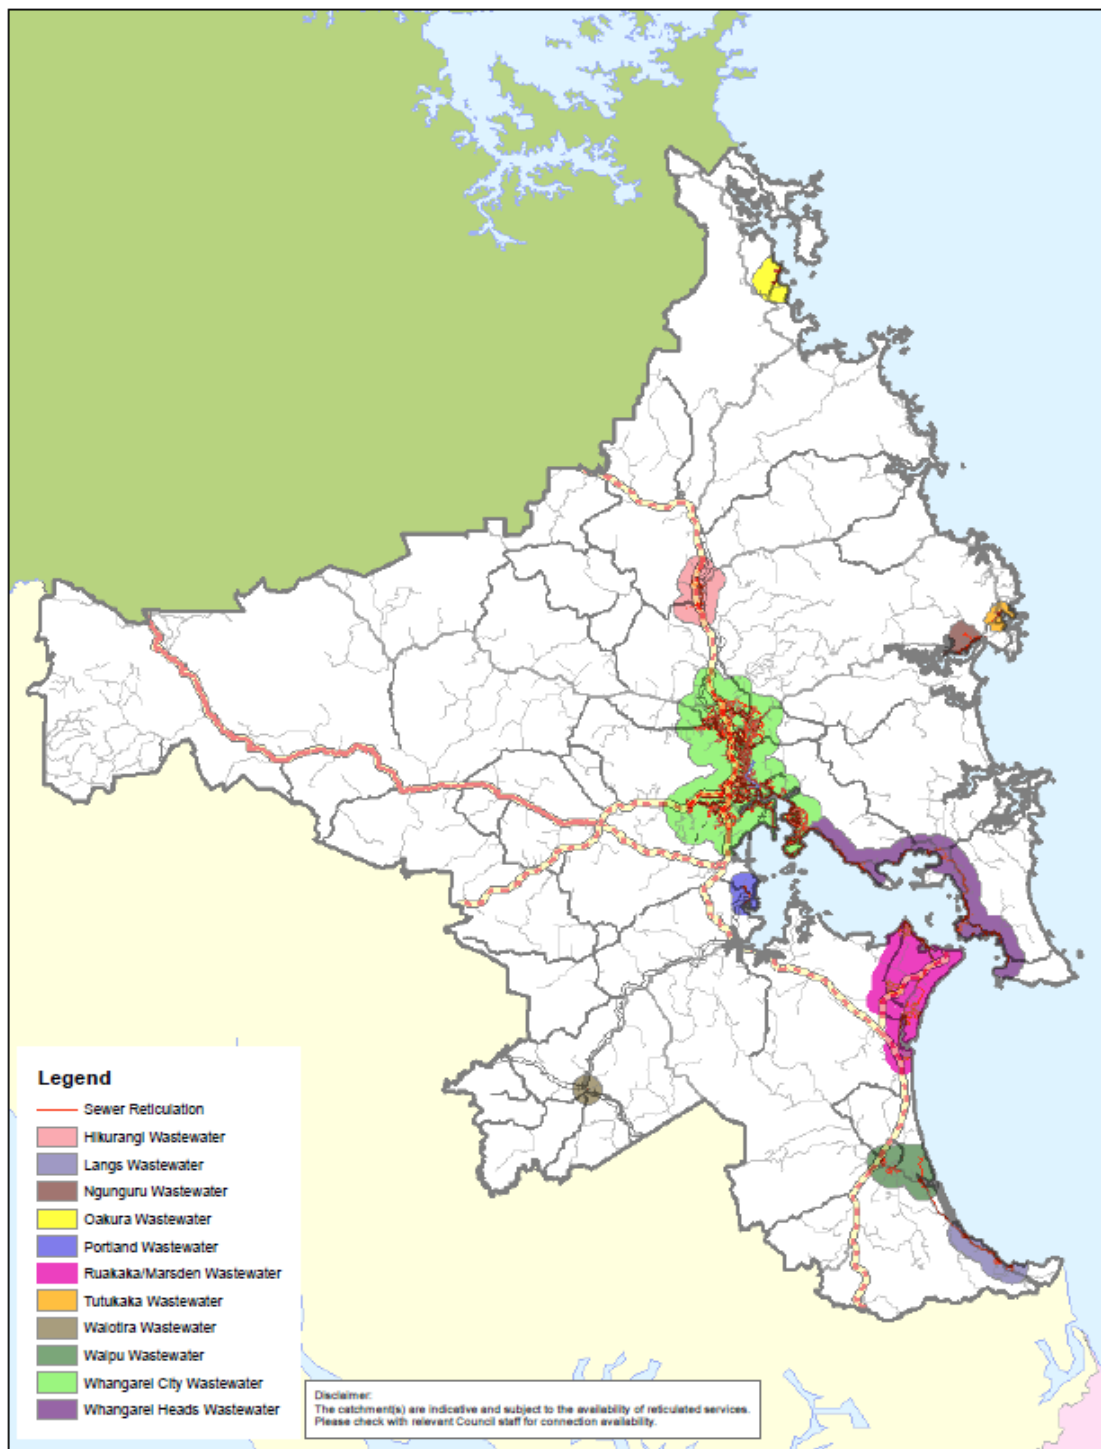 Legend
Sewer Reticulation
Hikurangi Wastewater
Langs Wastewater
Ngunguru Wastewater
Oakura Wastewater
Portland Wastewater
Ruakaka/Marsden Wastewater
Tutukaka Wastewater
Waiotira Wastewater
Waipu Wastewater
Whangarei City Wastewater
Whangarei Heads Wastewater
Disclaimer:
The catchment(s) are indicative and subject to the availability of reticulated services.
Please check with relevant Council staff for connection availability.